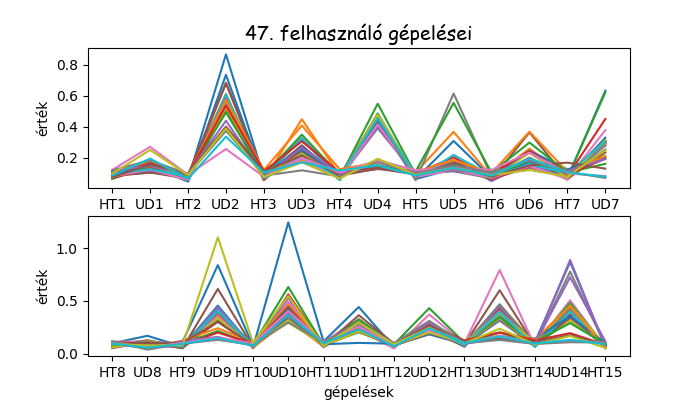 47. felhasználó gépelései
érték
0.8
0.6
0.4
0.2
HT1 UD1 HT2 UD2 HT3 UD3 HT4 UD4 HT5 UD5 HT6 UD6 HT7 UD7
érték
1.0
0.5
0.0
HT8 UD8 HT9 UD9 HT10 UD10 HT11 UD11 HT12 UD12 HT13 UD13 HT14 UD14 HT15
gépelések